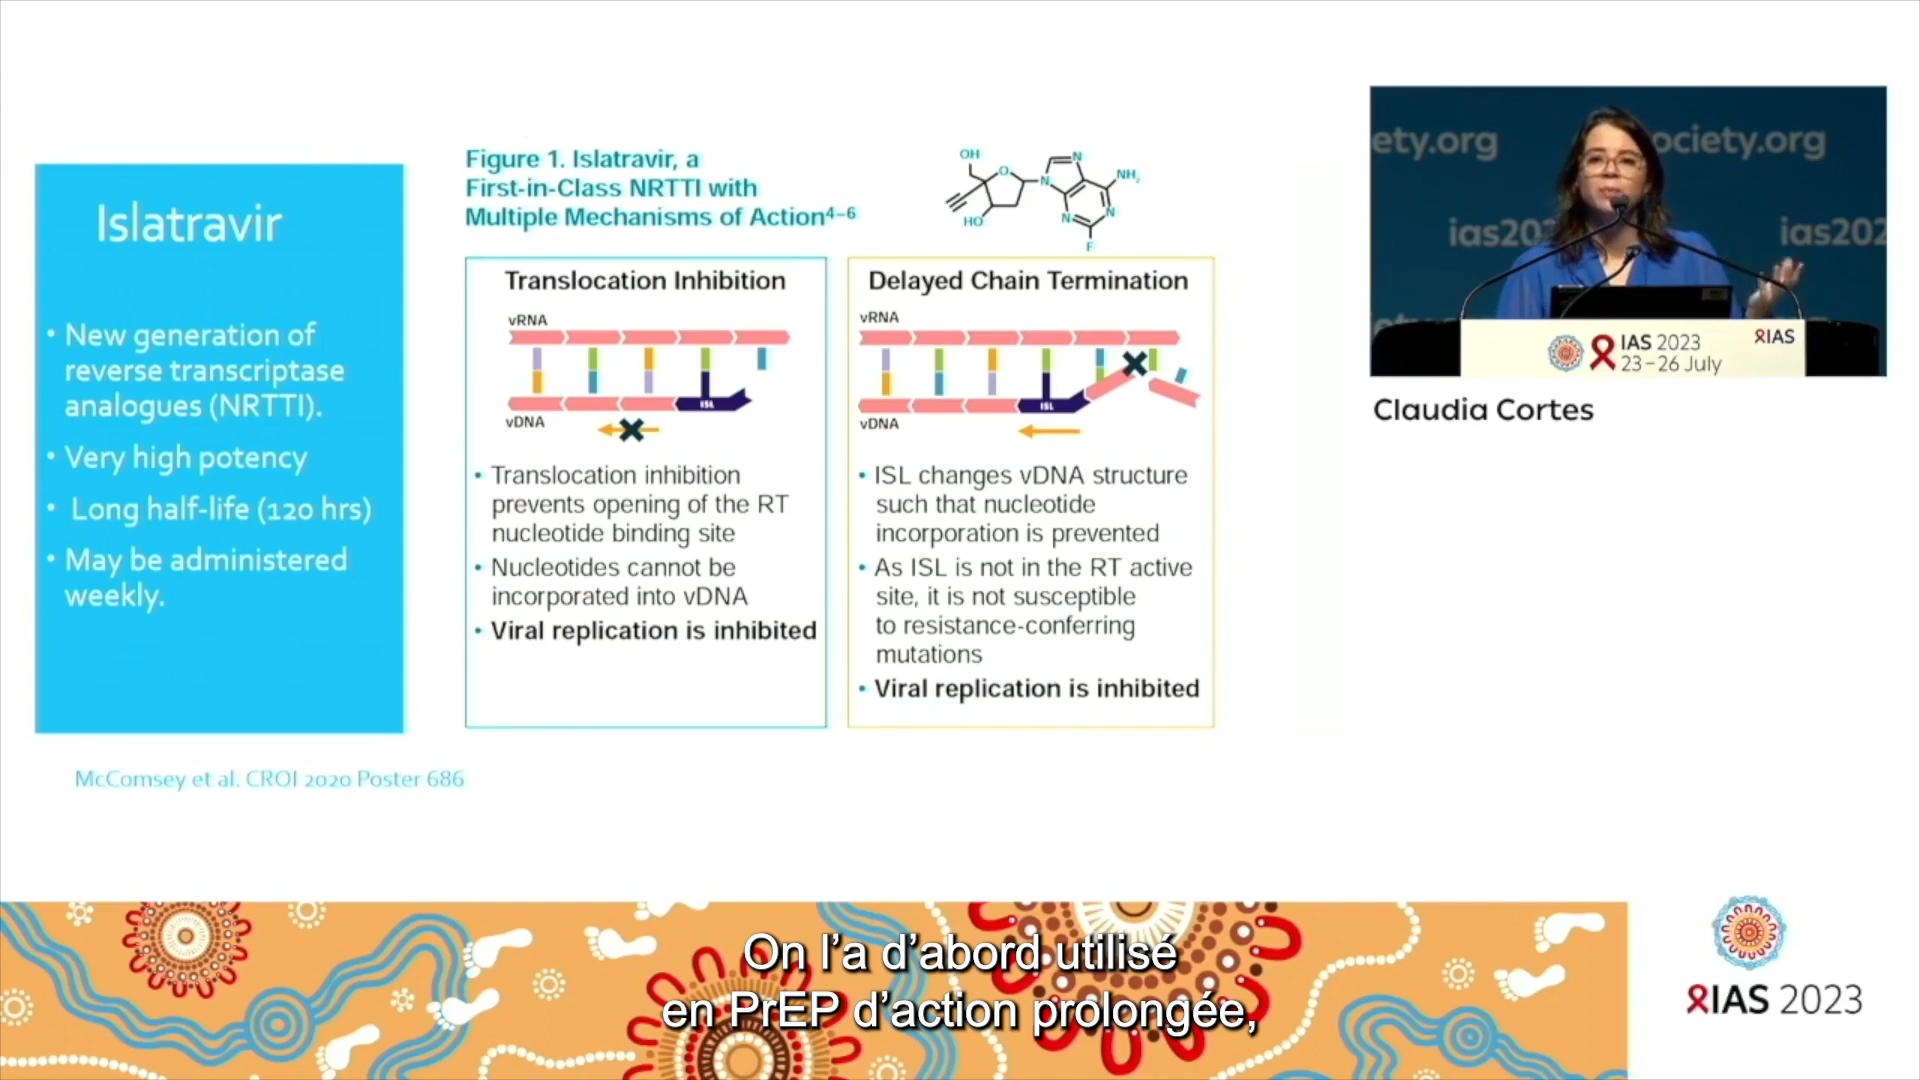 Islatravir
• New generation of
reverse transcriptase
analogues (NRTTI).
• Very high potency
• Long half-life (120 hrs)
• May be administered
weekly.
McComsey et al. CROI 2020 Poster 686
Figure 1. Islatravir, a
First-in-Class NRTTI with
Multiple Mechanisms of Action4–6
OH
O
N
N
NH2
N
N
HO
F
Translocation Inhibition
vRNA
ISL
vDNA
• Translocation inhibition
prevents opening of the RT
nucleotide binding site
• Nucleotides cannot be
incorporated into vDNA
• Viral replication is inhibited
Delayed Chain Termination
vRNA
ISL
vDNA
• ISL changes vDNA structure
such that nucleotide
incorporation is prevented
• As ISL is not in the RT active
site, it is not susceptible
to resistance-conferring
mutations
• Viral replication is inhibited
ety.org
ociety.org
ias202
ias202
IAS 2023
23–26 July
IAS
Claudia Cortes
On l’a d’abord utilisé
en PrEP d’action prolongée,
IAS 2023